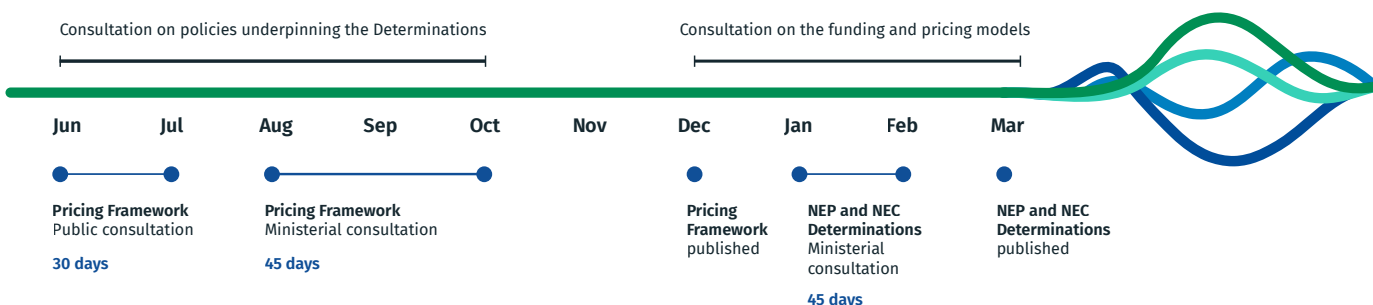 Consultation on policies underpinning the Determinations
Consultation on the funding and pricing models
Jun Jul Aug Sep Oct Nov Dec Jan Feb Mar
Pricing Framework
Public consultation
30 days
Pricing Framework
Ministerial consultation
45 days
Pricing
Framework
published
NEP and NEC
Determinations
Ministerial
consultation
45 days
NEP and NEC
Determinations
published